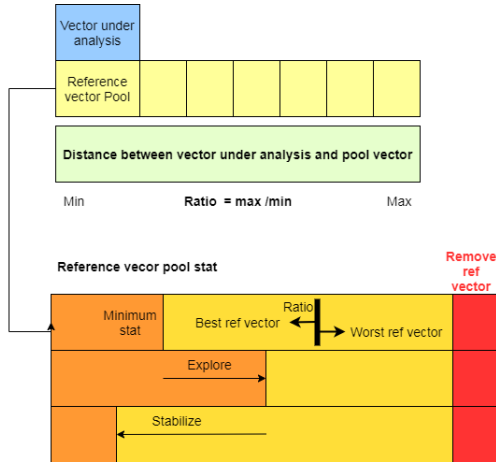 Vector under
analysis
Reference
vector Pool
Distance between vector under analysis and pool vector
Min
Ratio = max /min
Max
Reference vecor pool stat
Remove
ref
vector
Minimum
stat
Ratio
Best ref vector
Worst ref vector
Explore
Stabilize